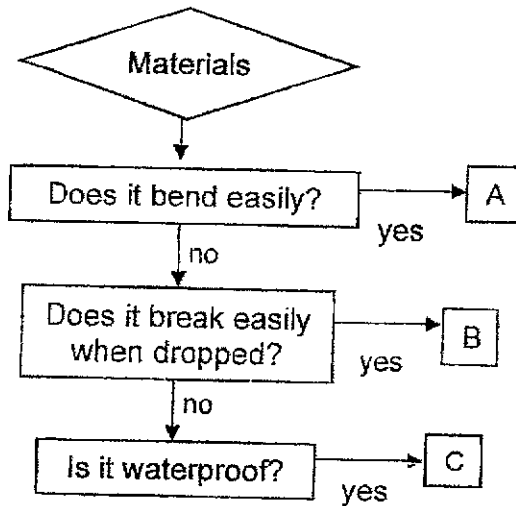 Materials
Does it bend easily?
A
yes
no
Does it break easily
when dropped?
B
yes
no
Is it waterproof?
C
yes